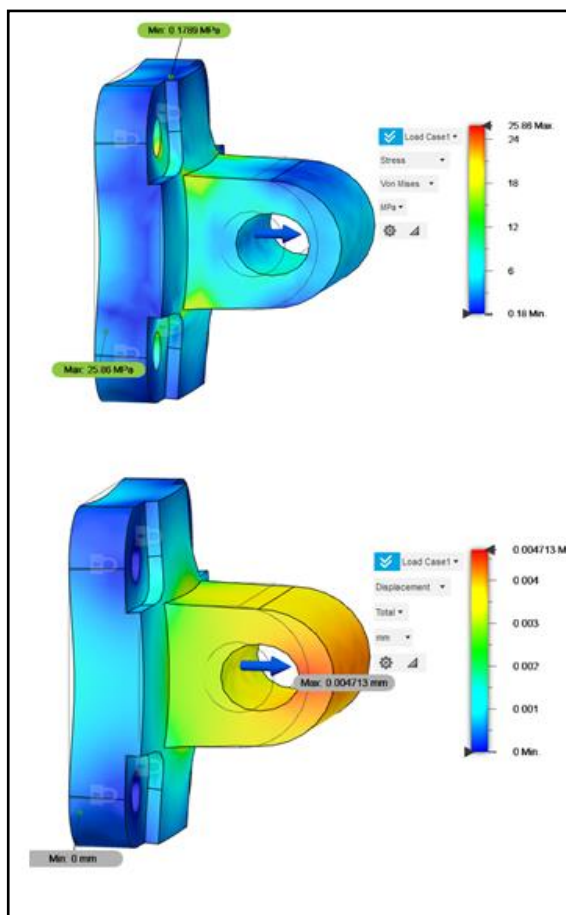 Min: 0.1789 MPa
25.86 Max.
24
Load Case1
Stress
18
Von Mises
MPa
12
6
0.18 Min.
Max: 25.86 MPa
0.004713 M
Load Case1
0.004
Displacement
0.003
Total
mm
0.002
Max: 0.004713 mm
0.001
0 Min.
Min: 0 mm